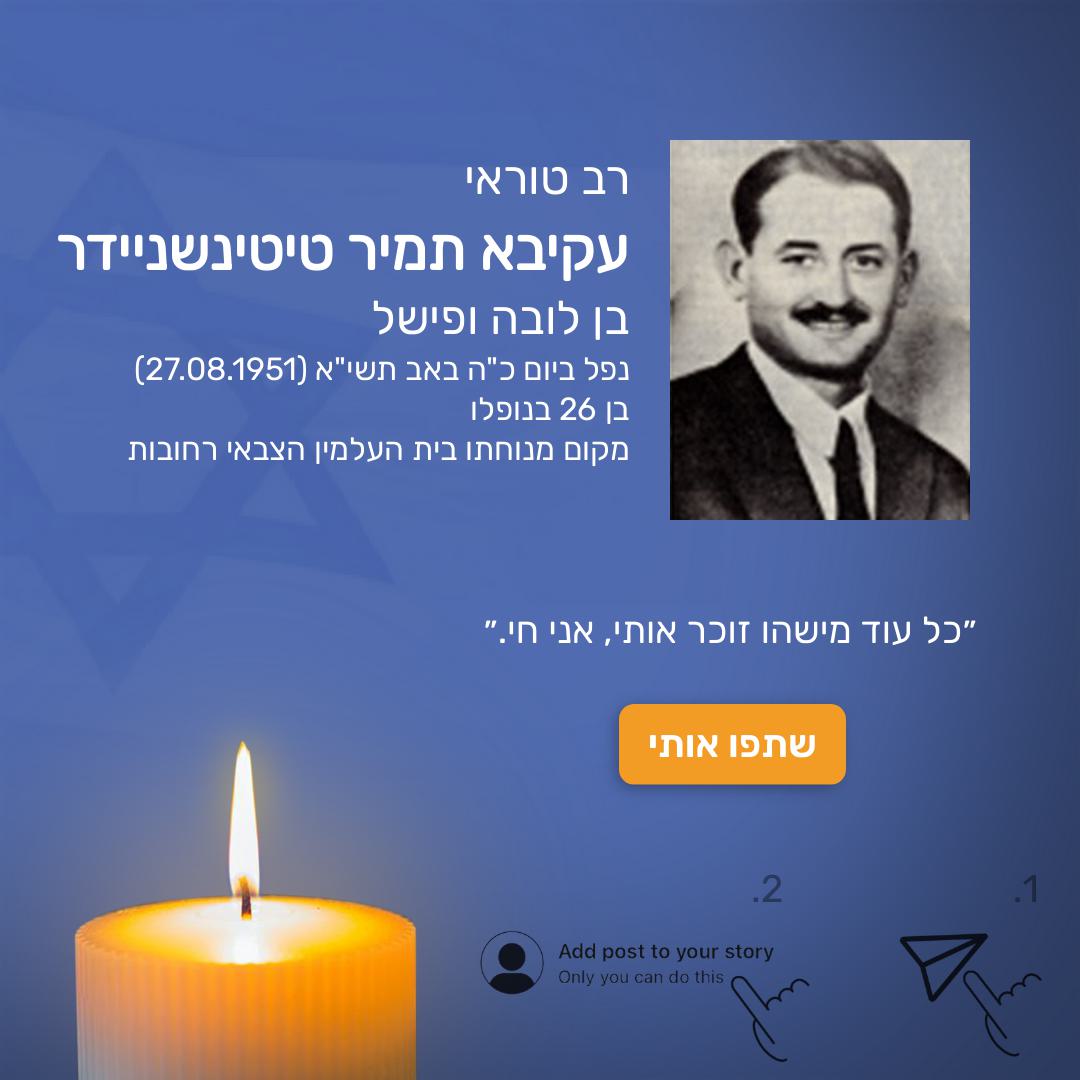 רב טוראי
עקיבא תמיר טיטינשניידר
בן לובה ופישל
נפל ביום כ"ה באב תשי"א (27.08.1951)
בן 26 בנופלו
מקום מנוחתו בית העלמין הצבאי רחובות
״כל עוד מישהו זוכר אותי, אני חי.״
שתפו אותי
.1
.2
Add post to your story
Only you can do this